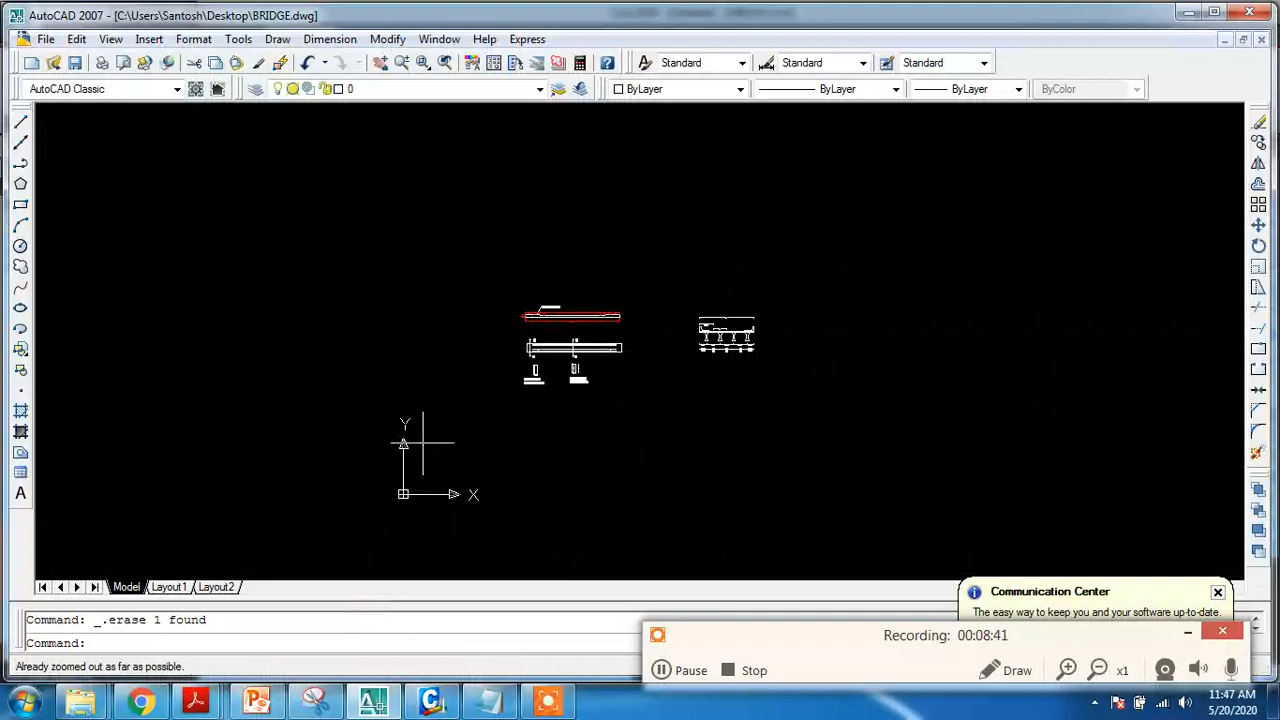 AutoCAD 2007 - [C:\Users\Santosh\Desktop\BRIDGE.dwg]
File Edit View Insert Format Tools Draw Dimension Modify Window Help Express
Standard Standard Standard
AutoCAD Classic 0 ByLayer ByLayer ByLayer ByColor
Y
X
Model Layout1 Layout2
Communication Center
The easy way to keep you and your software up-to-date.
Command: _.erase 1 found
Command:
Already zoomed out as far as possible.
Recording: 00:08:41
Pause Stop Draw x1
11:47 AM
5/20/2020